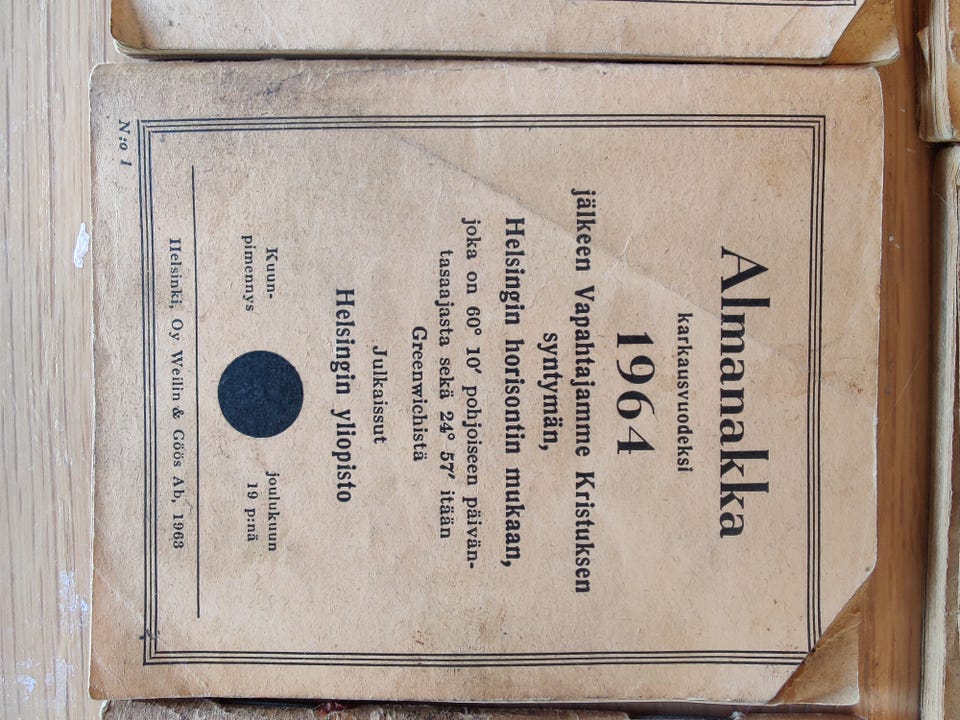 Almanakka
karkausvuodeksi
1964
jälkeen Vapahtajamme Kristuksen
syntymän,
Helsingin horisontin mukaan,
joka on 60° 10′ pohjoiseen päivän-
tasaajasta sekä 24° 57′ itään
Greenwichistä
Julkaissut
Helsingin yliopisto
Kuun-
pimennys
joulukuun
19 p:nä
Helsinki, Oy Weilin & Göös Ab, 1963
N:o 1